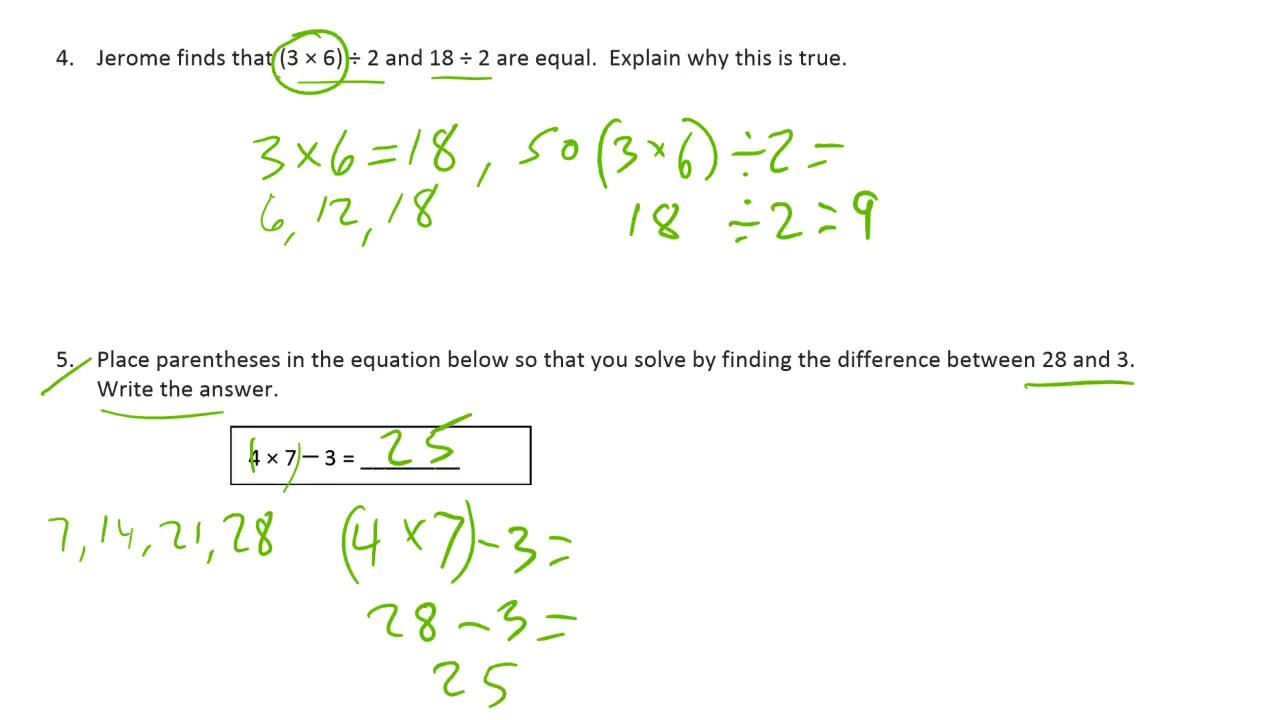 4. Jerome finds that (3 × 6) ÷ 2 and 18 ÷ 2 are equal. Explain why this is true.
3 × 6 = 18, so (3 × 6) ÷ 2 =
6, 12, 18 18 ÷ 2 = 9
5. Place parentheses in the equation below so that you solve by finding the difference between 28 and 3.
Write the answer.
(4 × 7) − 3 = 25
7, 14, 21, 28 (4 × 7) − 3 =
28 − 3 =
25